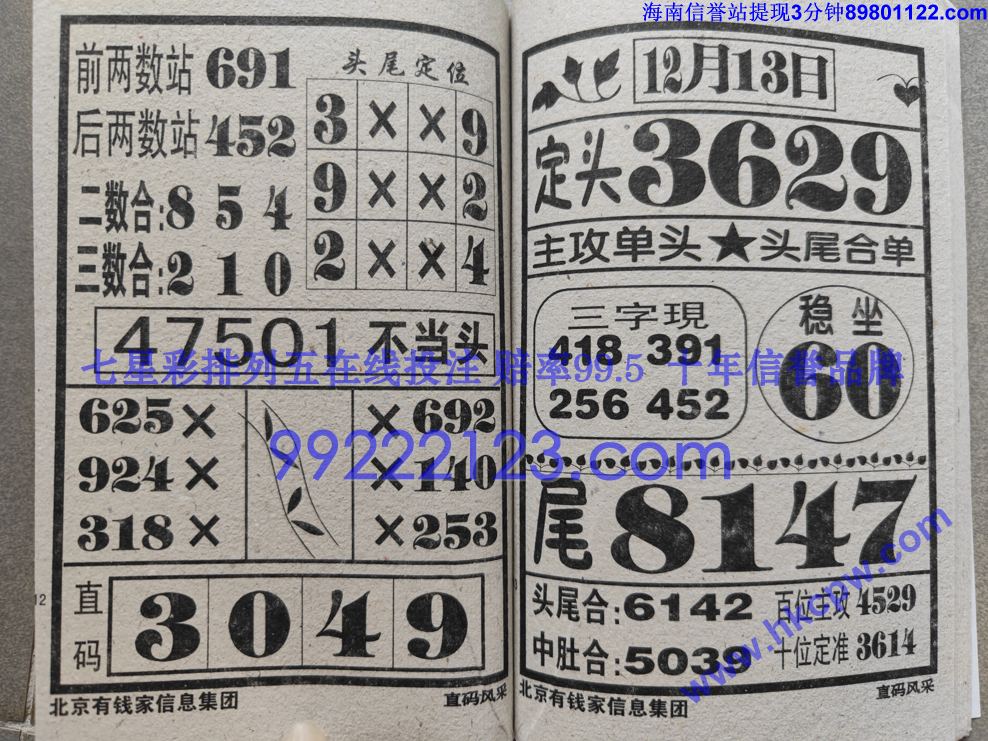 海南信誉站提现3分钟89801122.com
前两数站 691
后两数站 452
二数合:8 5 4
三数合:2 1 0
头尾定位
3 × × 9
9 × × 2
2 × × 4
47501 不当头
七星彩排列五在线投注 赔率99.5 十年信誉品牌
99222123.com
625×
924×
318×
×692
×140
×253
直码
3 0 4 9
12
北京有钱家信息集团
直码风采
12月13日
定头 3629
主攻单头★头尾合单
三字現
418 391
256 452
稳坐
60
尾 8147
头尾合:6142
百位主攻 4529
中肚合:5039
十位定准 3614
北京有钱家信息集团
直码风采
www.hkcpw.com